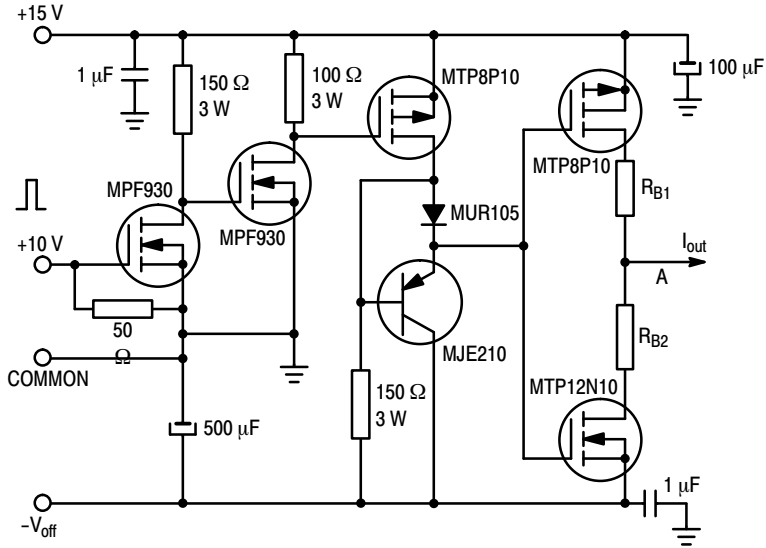 +15 V
1 μF
150 Ω
3 W
100 Ω
3 W
MTP8P10
100 μF
MTP8P10
MPF930
MPF930
MUR105
R_B1
+10 V
I_out
A
50
Ω
COMMON
MJE210
R_B2
MTP12N10
150 Ω
3 W
500 μF
1 μF
–V_off